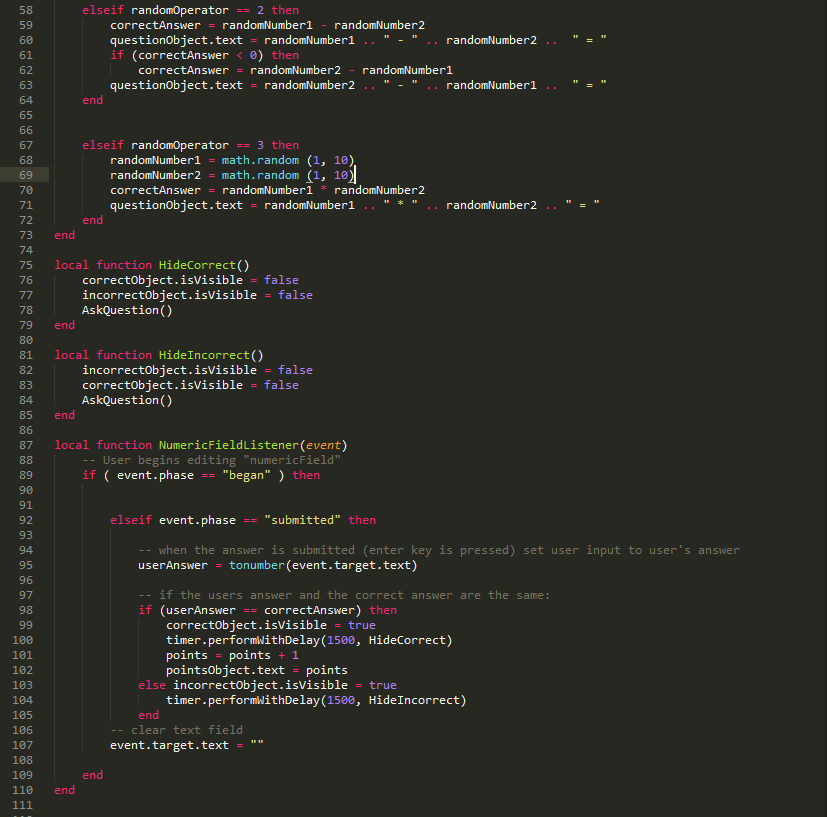 58 elseif randomOperator == 2 then
59 correctAnswer = randomNumber1 - randomNumber2
60 questionObject.text = randomNumber1 .. " - " .. randomNumber2 ..  " = "
61 if (correctAnswer < 0) then
62 correctAnswer = randomNumber2 - randomNumber1
63 questionObject.text = randomNumber2 .. " - " .. randomNumber1 ..  " = "
64 end
65
66
67 elseif randomOperator == 3 then
68 randomNumber1 = math.random (1, 10)
69 randomNumber2 = math.random (1, 10)
70 correctAnswer = randomNumber1 * randomNumber2
71 questionObject.text = randomNumber1 .. " * " .. randomNumber2 .. " = "
72 end
73 end
74
75 local function HideCorrect()
76 correctObject.isVisible = false
77 incorrectObject.isVisible = false
78 AskQuestion()
79 end
80
81 local function HideIncorrect()
82 incorrectObject.isVisible = false
83 correctObject.isVisible = false
84 AskQuestion()
85 end
86
87 local function NumericFieldListener(event)
88 -- User begins editing "numericField"
89 if ( event.phase == "began" ) then
90
91
92 elseif event.phase == "submitted" then
93
94 -- when the answer is submitted (enter key is pressed) set user input to user's answer
95 userAnswer = tonumber(event.target.text)
96
97 -- if the users answer and the correct answer are the same:
98 if (userAnswer == correctAnswer) then
99 correctObject.isVisible = true
100 timer.performWithDelay(1500, HideCorrect)
101 points = points + 1
102 pointsObject.text = points
103 else incorrectObject.isVisible = true
104 timer.performWithDelay(1500, HideIncorrect)
105 end
106 -- clear text field
107 event.target.text = ""
108
109 end
110 end
111